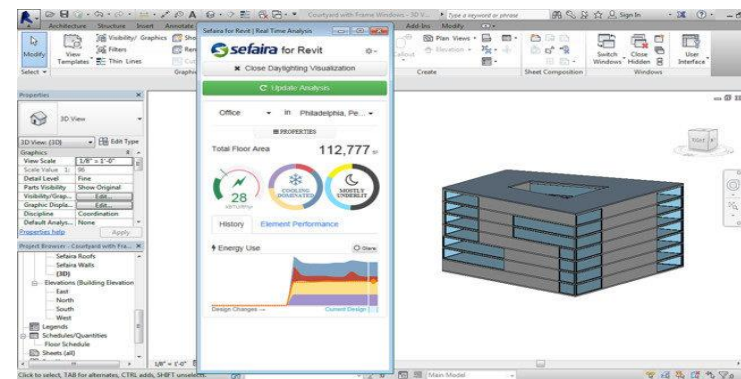 Courtyard with Frame Windows - 3D V...
Type a keyword or phrase
Sign In
Architecture Structure Insert Annotate
Add-Ins Modify
Modify
View
Templates
Visibility/ Graphics
Filters
Thin Lines
Plan Views
Elevation
Switch
Windows
Close
Hidden
User
Interface
Select
Graphic
Create
Sheet Composition
Windows
Sefaira for Revit | Real Time Analysis
sefaira for Revit
Close Daylighting Visualization
Update Analysis
Office in Philadelphia, Pe...
PROPERTIES
Total Floor Area 112,777 SF
28
COOLING
DOMINATED
MOSTLY
UNDERLIT
History Element Performance
Energy Use
Share
Design Changes → Current Design
Properties
3D View
3D View: (3D) Edit Type
Graphics
View Scale 1/8" = 1'-0"
Scale Value 1: 96
Detail Level Fine
Parts Visibility Show Original
Visibility/Grap... Edit...
Graphic Displa... Edit...
Discipline Coordination
Default Analys... None
Properties help Apply
Project Browser - Courtyard with Fra...
Sefaira Roofs
Sefaira Walls
(3D)
Elevations (Building Elevation
East
North
South
West
Legends
Schedules/Quantities
Floor Schedule
Sheets (all)
1/8" = 1'-0"
Click to select, TAB for alternates, CTRL adds, SHIFT unselects.
Main Model